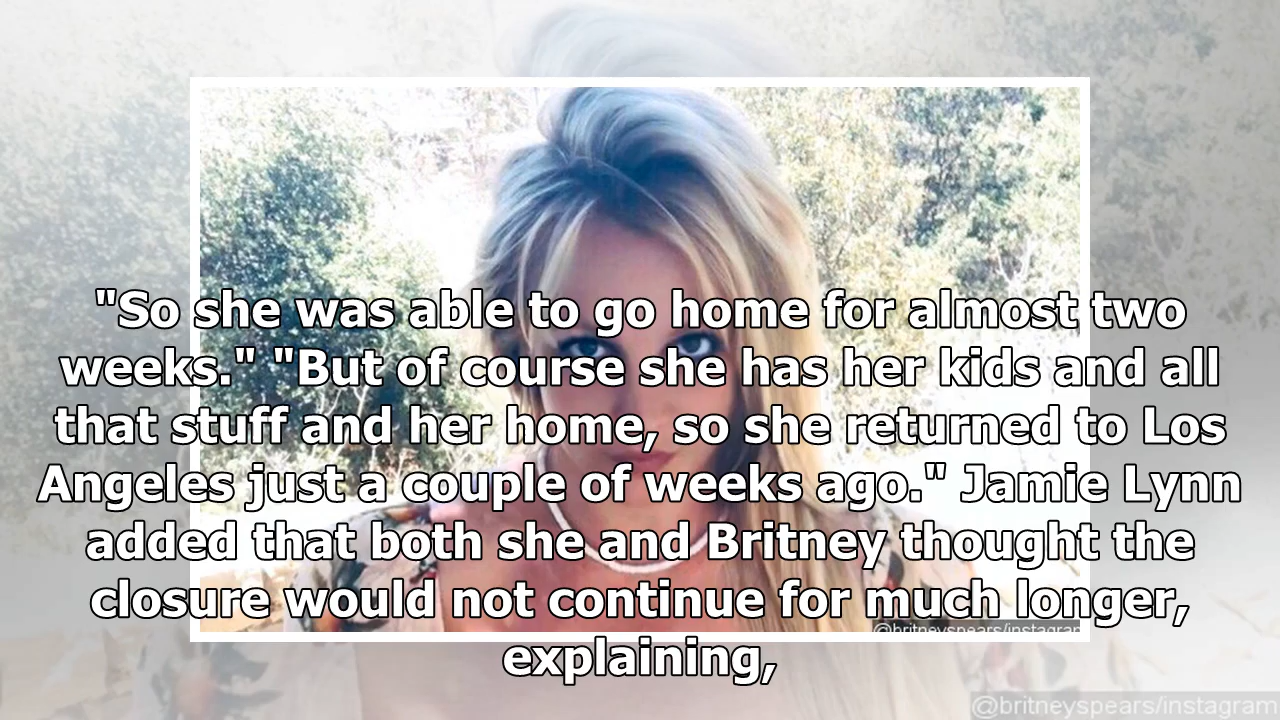 "So she was able to go home for almost two
weeks." "But of course she has her kids and all
that stuff and her home, so she returned to Los
Angeles just a couple of weeks ago." Jamie Lynn
added that both she and Britney thought the
closure would not continue for much longer,
@britneyspears/instagram
explaining,
@britneyspears/instagram